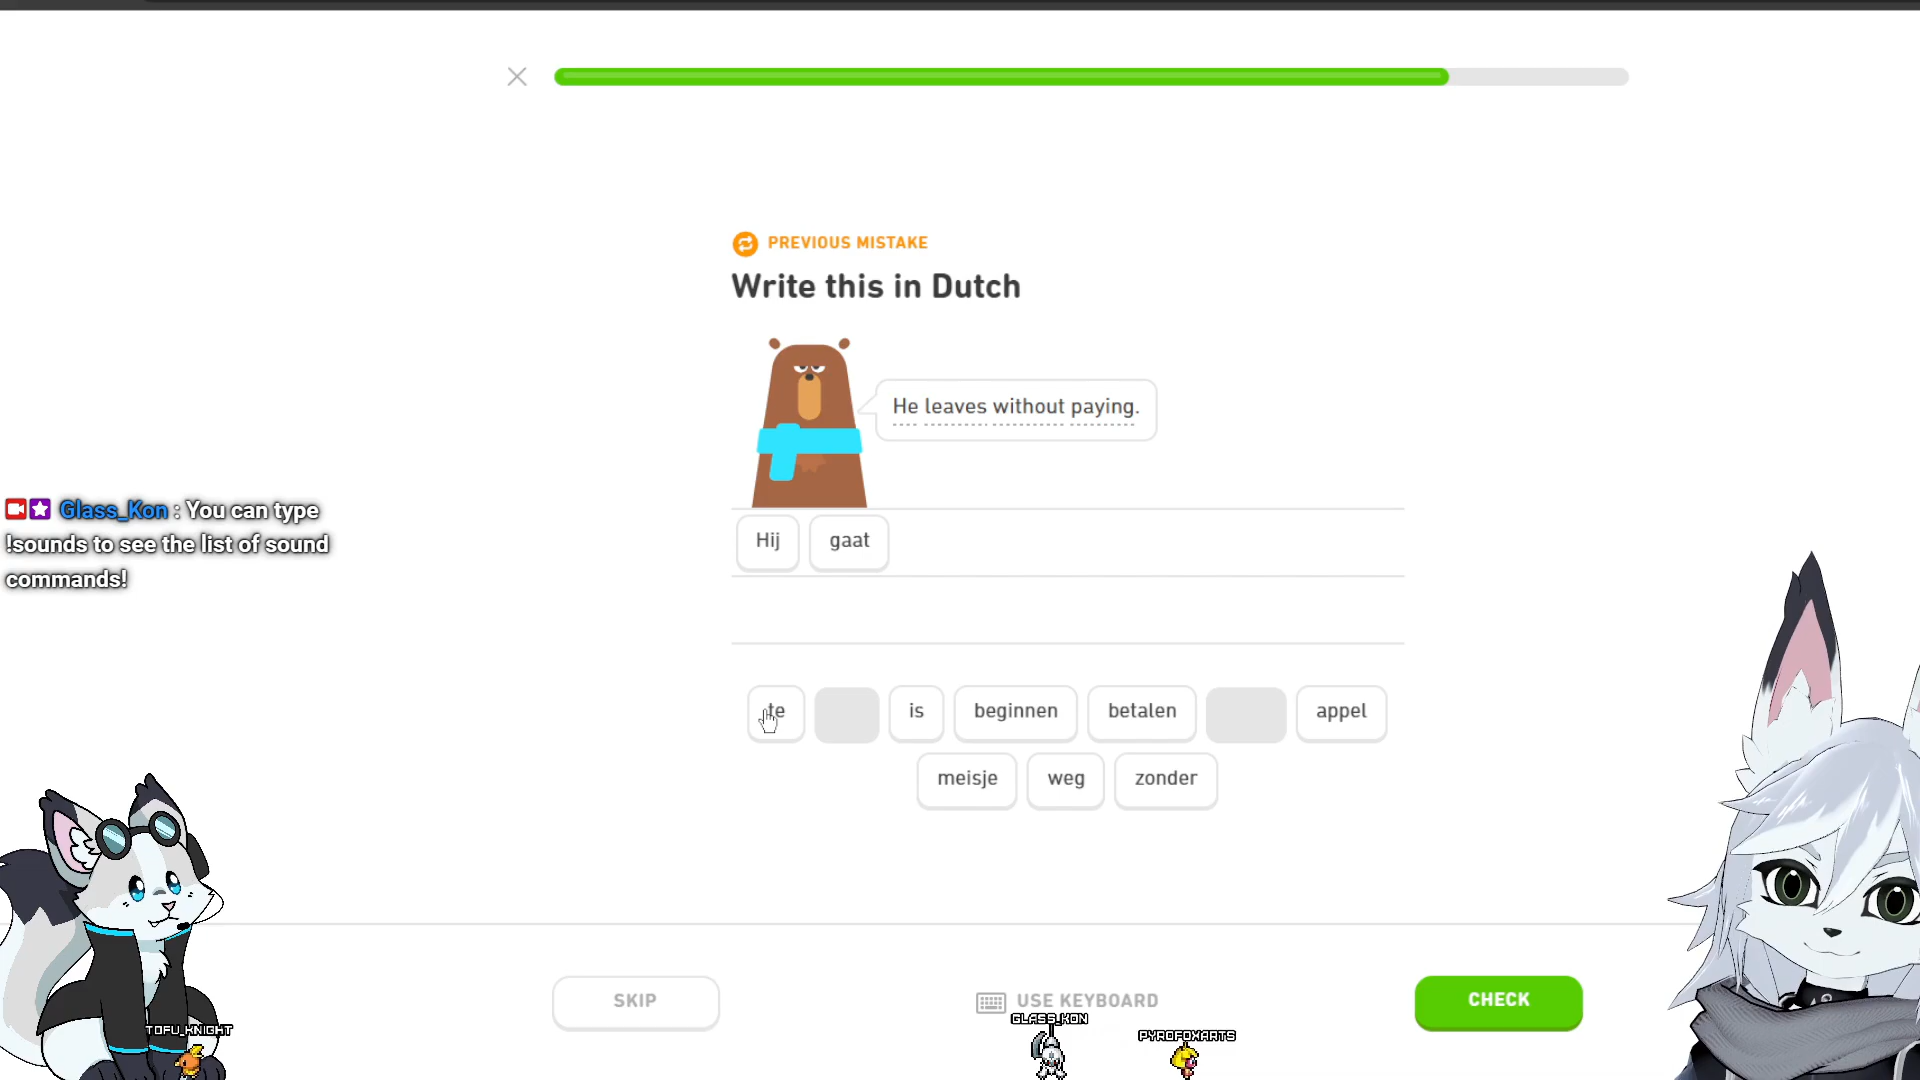 PREVIOUS MISTAKE
Write this in Dutch
He leaves without paying.
Glass_Kon : You can type
!sounds to see the list of sound
commands!
Hij gaat
te is beginnen betalen appel
meisje weg zonder
SKIP USE KEYBOARD CHECK
GLASS_KON
TOFU_KNIGHT
PYROFOXARTS